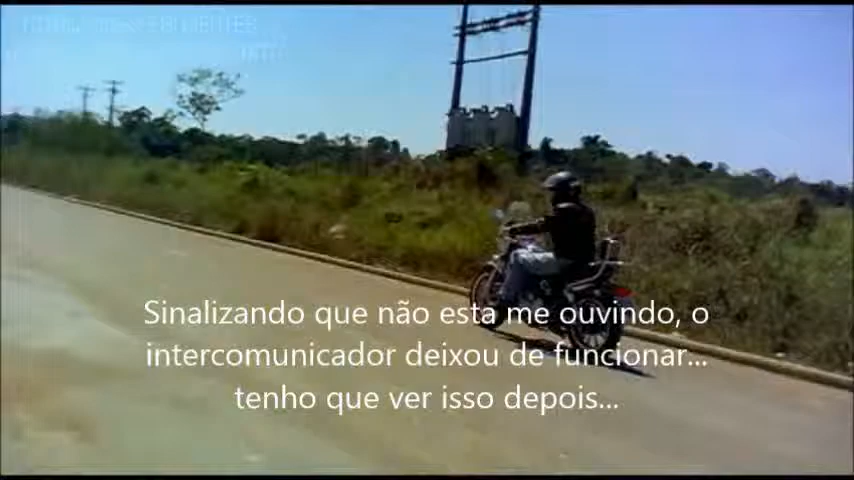 Sinalizando que não esta me ouvindo, o
intercomunicador deixou de funcionar...
tenho que ver isso depois...